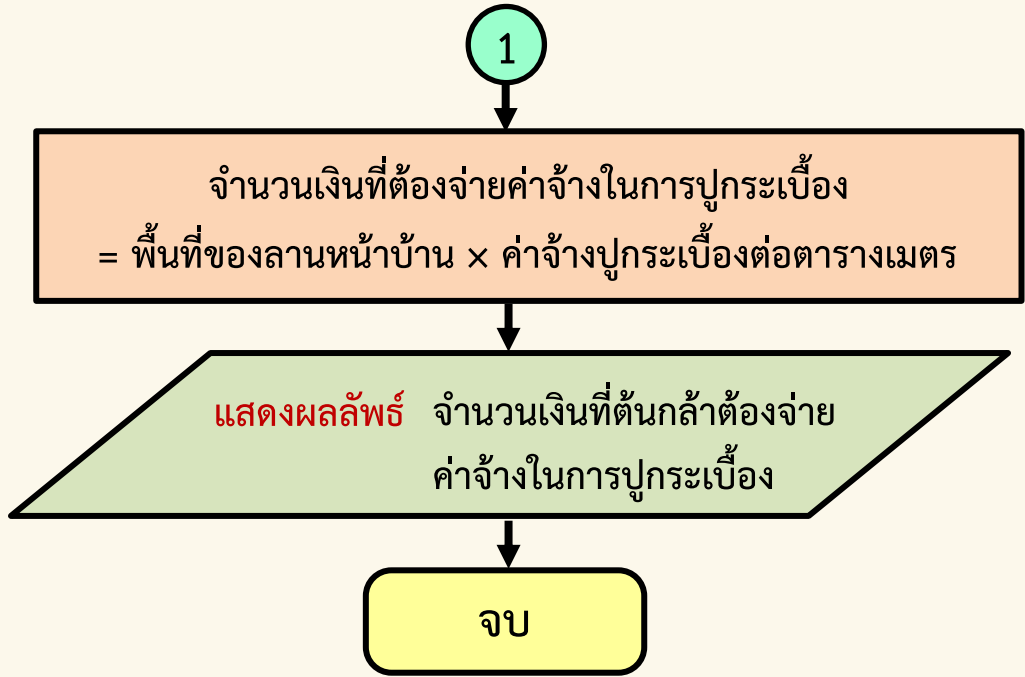 1
จำนวนเงินที่ต้องจ่ายค่าจ้างในการปูกระเบื้อง
= พื้นที่ของลานหน้าบ้าน × ค่าจ้างปูกระเบื้องต่อตารางเมตร
แสดงผลลัพธ์ จำนวนเงินที่ต้นกล้าต้องจ่าย
ค่าจ้างในการปูกระเบื้อง
จบ